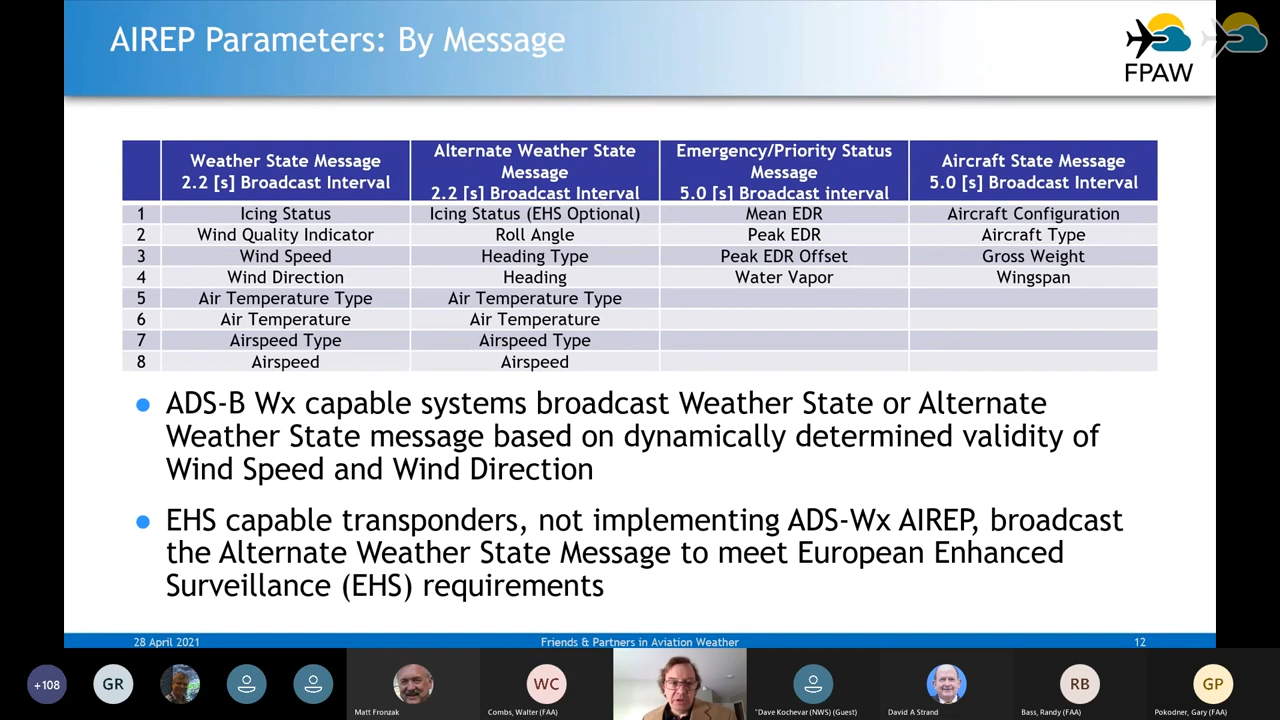 AIREP Parameters: By Message
FPAW
Weather State Message
2.2 [s] Broadcast Interval
Alternate Weather State
Message
2.2 [s] Broadcast Interval
Emergency/Priority Status
Message
5.0 [s] Broadcast interval
Aircraft State Message
5.0 [s] Broadcast Interval
1 Icing Status Icing Status (EHS Optional) Mean EDR Aircraft Configuration
2 Wind Quality Indicator Roll Angle Peak EDR Aircraft Type
3 Wind Speed Heading Type Peak EDR Offset Gross Weight
4 Wind Direction Heading Water Vapor Wingspan
5 Air Temperature Type Air Temperature Type
6 Air Temperature Air Temperature
7 Airspeed Type Airspeed Type
8 Airspeed Airspeed
ADS-B Wx capable systems broadcast Weather State or Alternate
Weather State message based on dynamically determined validity of
Wind Speed and Wind Direction
EHS capable transponders, not implementing ADS-Wx AIREP, broadcast
the Alternate Weather State Message to meet European Enhanced
Surveillance (EHS) requirements
28 April 2021 Friends & Partners in Aviation Weather 12
+108 GR WC RB GP
Matt Fronzak Combs, Walter (FAA) "Dave Kochevar (NWS) (Guest) David A Strand Bass, Randy (FAA) Pokodner, Gary (FAA)